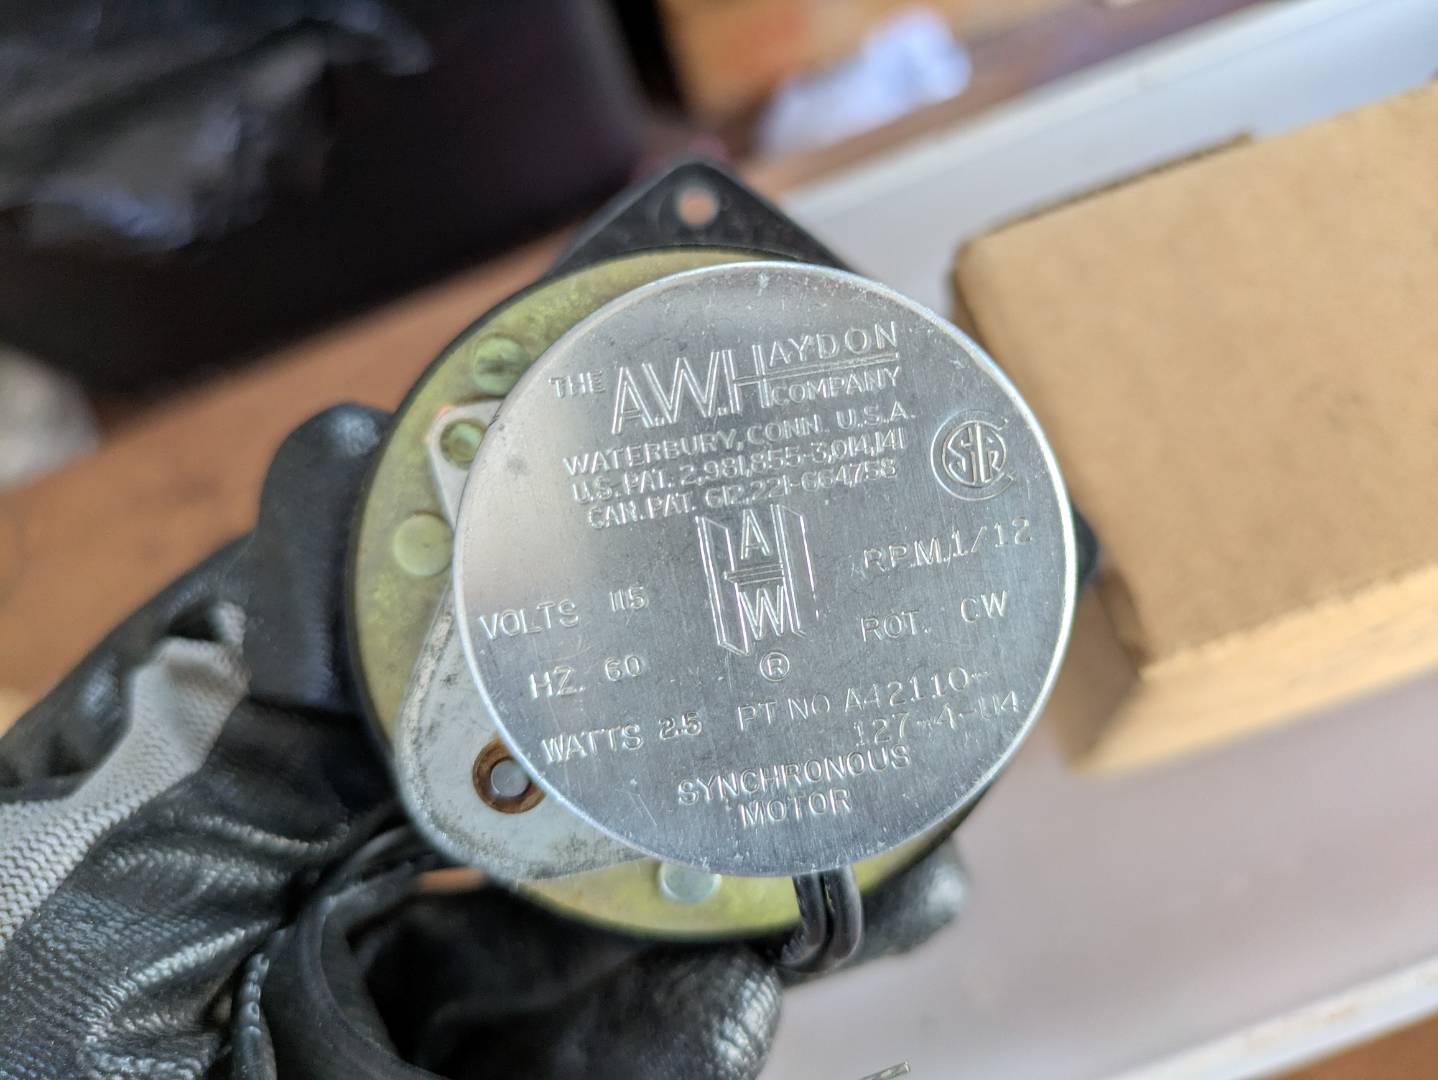 THE A.W.HAYDON
COMPANY
WATERBURY, CONN. U.S.A.
U.S. PAT. 2,981,855-3,014,141
CAN. PAT. 612,221-664,758
SA
A
W
®
R.P.M. 1/12
VOLTS 115
ROT. CW
HZ. 60
PT NO A42110-
127-4-U4
WATTS 2.5
SYNCHRONOUS
MOTOR